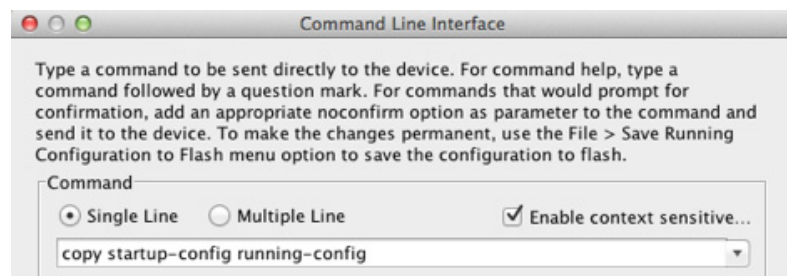 Command Line Interface
Type a command to be sent directly to the device. For command help, type a
command followed by a question mark. For commands that would prompt for
confirmation, add an appropriate noconfirm option as parameter to the command and
send it to the device. To make the changes permanent, use the File > Save Running
Configuration to Flash menu option to save the configuration to flash.
Command
Single Line Multiple Line Enable context sensitive...
copy startup-config running-config